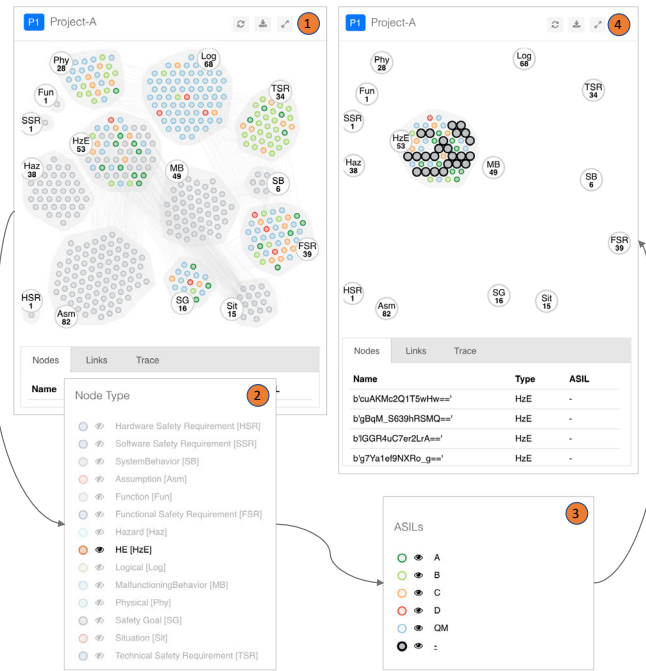 P1 Project-A
1
Phy
28
Log
68
Fun
1
TSR
34
SSR
1
HzE
53
Haz
38
MB
49
SB
6
FSR
39
SG
16
Sit
15
HSR
1
Asm
82
Nodes Links Trace
Name
Node Type
2
Hardware Safety Requirement [HSR]
Software Safety Requirement [SSR]
SystemBehavior [SB]
Assumption [Asm]
Function [Fun]
Functional Safety Requirement [FSR]
Hazard [Haz]
HE [HzE]
Logical [Log]
MalfunctioningBehavior [MB]
Physical [Phy]
Safety Goal [SG]
Situation [Sit]
Technical Safety Requirement [TSR]
P1 Project-A
4
Phy
28
Log
68
Fun
1
TSR
34
SSR
1
HzE
53
Haz
38
MB
49
SB
6
FSR
39
SG
16
Sit
15
HSR
1
Asm
82
Nodes Links Trace
Name Type ASIL
b'cuAKMc2Q1T5wHw==' HzE -
b'gBqM_S639hRSMQ==' HzE -
HzE -
b'g7Ya1ef9NXRo_g==' HzE -
ASILs
3
A
B
C
D
QM
-